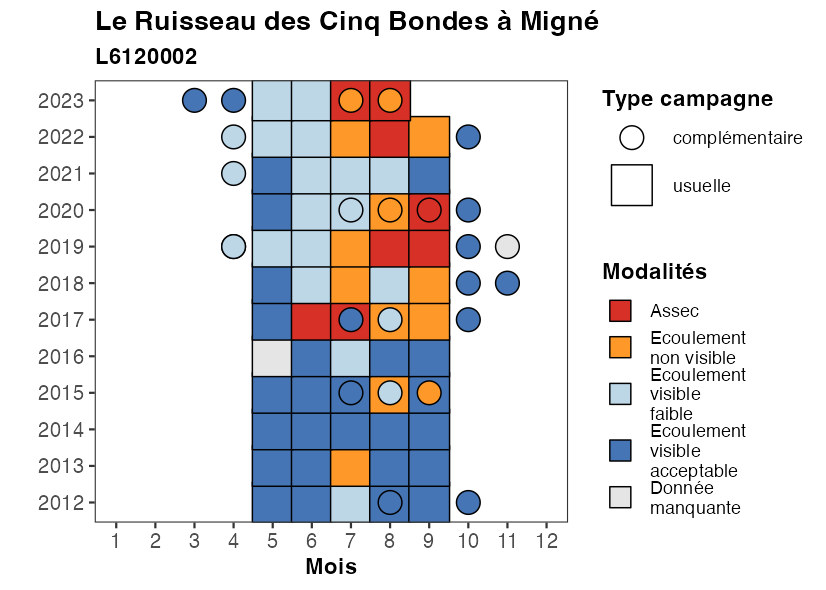 Le Ruisseau des Cinq Bondes à Migné
L6120002
2023
2022
2021
2020
2019
2018
2017
2016
2015
2014
2013
2012
1 2 3 4 5 6 7 8 9 10 11 12
Mois
Type campagne
complémentaire
usuelle
Modalités
Assec
Ecoulement
non visible
Ecoulement
visible
faible
Ecoulement
visible
acceptable
Donnée
manquante